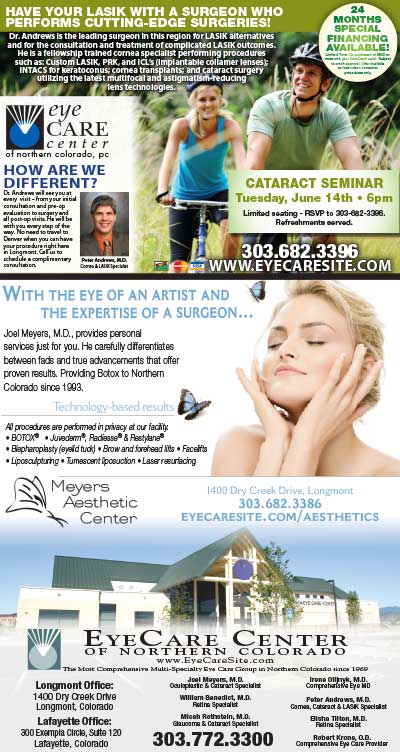 HAVE YOUR LASIK WITH A SURGEON WHO
PERFORMS CUTTING-EDGE SURGERIES!
Dr. Andrews is the leading surgeon in this region for LASIK alternatives
and for the consultation and treatment of complicated LASIK outcomes.
He is a fellowship trained cornea specialist performing procedures
such as: Custom LASIK, PRK, and ICL's (implantable collamer lenses);
INTACS for keratoconus; cornea transplants; and cataract surgery
utilizing the latest multifocal and astigmatism-reducing
lens technologies.
24
MONTHS
SPECIAL
FINANCING
AVAILABLE!
eye
CARE
center
of northern colorado, pc
HOW ARE WE
DIFFERENT?
Dr. Andrews will see you at
every visit – from your initial
consultation and pre-op
evaluation to surgery and
all post-op visits. He will be
with you every step of the
way. No need to travel to
Denver when you can have
your procedure right here
in Longmont. Call us to
schedule a complimentary
consultation.
Peter Andrews, M.D.
Cornea & LASIK Specialist
CATARACT SEMINAR
Tuesday, June 14th • 6pm
Limited seating - RSVP to 303-682-3396.
Refreshments served.
303.682.3396
WWW.EYECARESITE.COM
WITH THE EYE OF AN ARTIST AND
THE EXPERTISE OF A SURGEON...
Joel Meyers, M.D., provides personal
services just for you. He carefully differentiates
between fads and true advancements that offer
proven results. Providing Botox to Northern
Colorado since 1993.
Technology-based results
All procedures are performed in privacy at our facility.
• BOTOX® • Juvederm®, Radiesse® & Restylane®
• Blepharoplasty (eyelid tuck) • Brow and forehead lifts • Facelifts
• Liposculpturing • Tumescent liposuction • Laser resurfacing
Meyers
Aesthetic
Center
1400 Dry Creek Drive, Longmont
303.682.3386
EYECARESITE.COM/AESTHETICS
EYECARE CENTER
OF NORTHERN COLORADO
www.EyeCareSite.com
The Most Comprehensive Multi-Specialty Eye Care Group in Northern Colorado since 1969
Longmont Office:
1400 Dry Creek Drive
Longmont, Colorado
Lafayette Office:
300 Exempla Circle, Suite 120
Lafayette, Colorado
Joel Meyers, M.D.
Oculoplastic & Cataract Specialist
William Benedict, M.D.
Retina Specialist
Micah Rothstein, M.D.
Glaucoma & Cataract Specialist
303.772.3300
Irene Olijnyk, M.D.
Comprehensive Eye MD
Peter Andrews, M.D.
Cornea, Cataract & LASIK Specialist
Elisha Tilton, M.D.
Retina Specialist
Robert Krone, O.D.
Comprehensive Eye Care Provider